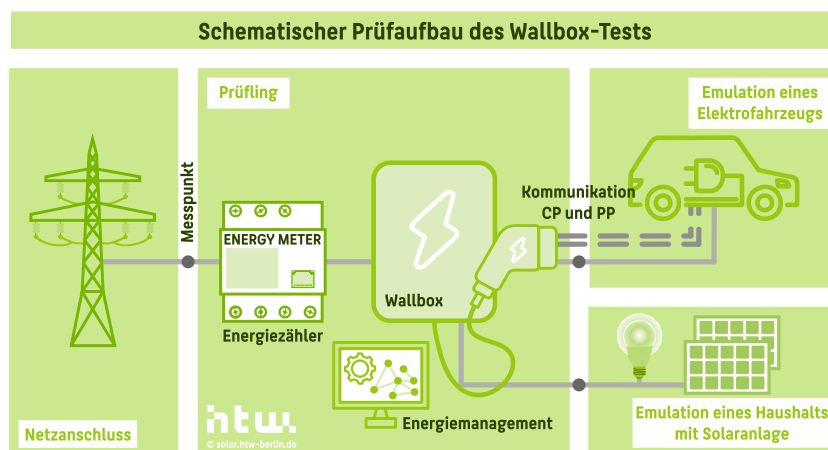 Schematischer Prüfaufbau des Wallbox-Tests
Prüfling
Emulation eines
Elektrofahrzeugs
Messpunkt
Kommunikation
CP und PP
ENERGY METER
Wallbox
Energiezähler
Energiemanagement
Emulation eines Haushalts
mit Solaranlage
Netzanschluss
htw.
© solar.htw-berlin.de